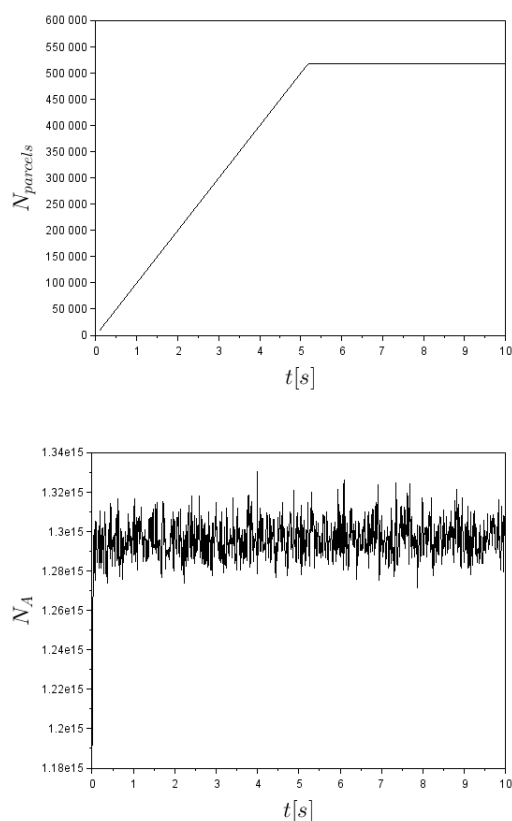 600 000
550 000
500 000
450 000
400 000
350 000
300 000
250 000
200 000
150 000
100 000
50 000
0
N_{parcels}
0 1 2 3 4 5 6 7 8 9 10
t[s]
1.34e15
1.32e15
1.3e15
1.28e15
1.26e15
1.24e15
1.22e15
1.2e15
1.18e15
N_A
0 1 2 3 4 5 6 7 8 9 10
t[s]